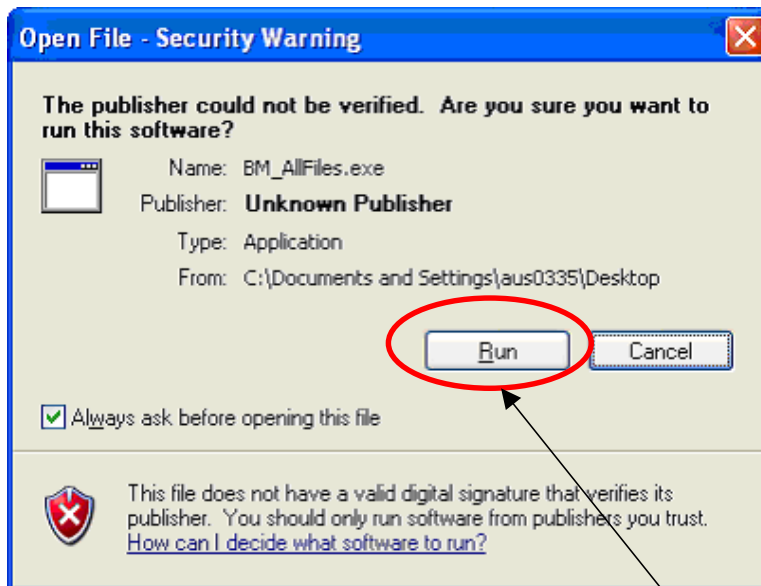 Open File - Security Warning
The publisher could not be verified.  Are you sure you want to
run this software?
Name: BM_AllFiles.exe
Publisher: Unknown Publisher
Type: Application
From: C:\Documents and Settings\aus0335\Desktop
Run Cancel
Always ask before opening this file
This file does not have a valid digital signature that verifies its
publisher.  You should only run software from publishers you trust.
How can I decide what software to run?